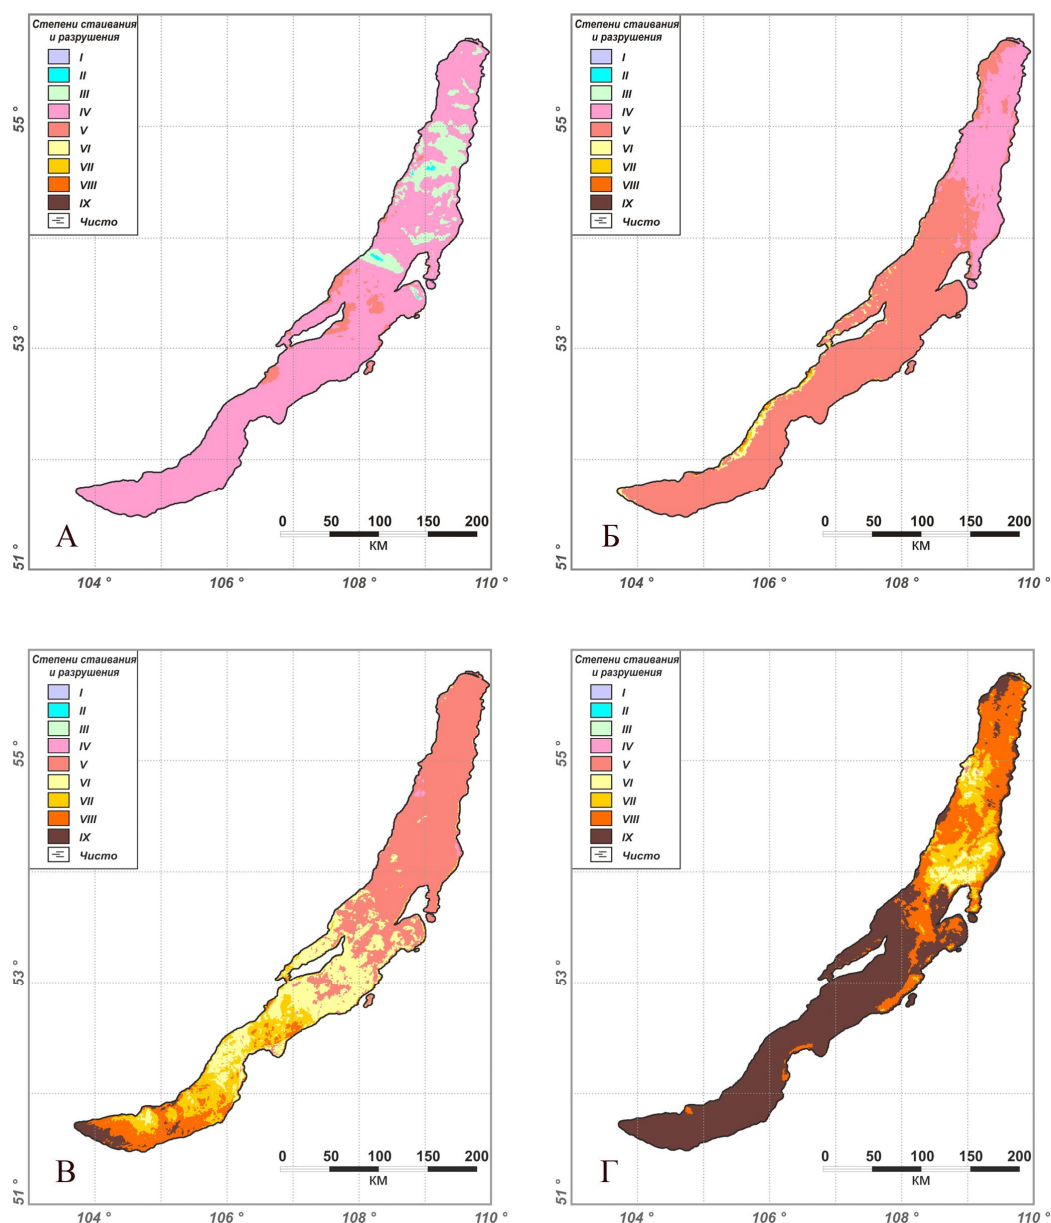 Степени стаивания
и разрушения
I
II
III
IV
V
VI
VII
VIII
IX
Чисто
55 °
53 °
51 °
А
0 50 100 150 200
КМ
104 ° 106 ° 108 ° 110 °
Степени стаивания
и разрушения
I
II
III
IV
V
VI
VII
VIII
IX
Чисто
55 °
53 °
51 °
Б
0 50 100 150 200
КМ
104 ° 106 ° 108 ° 110 °
Степени стаивания
и разрушения
I
II
III
IV
V
VI
VII
VIII
IX
Чисто
55 °
53 °
51 °
В
0 50 100 150 200
КМ
104 ° 106 ° 108 ° 110 °
Степени стаивания
и разрушения
I
II
III
IV
V
VI
VII
VIII
IX
Чисто
55 °
53 °
51 °
Г
0 50 100 150 200
КМ
104 ° 106 ° 108 ° 110 °